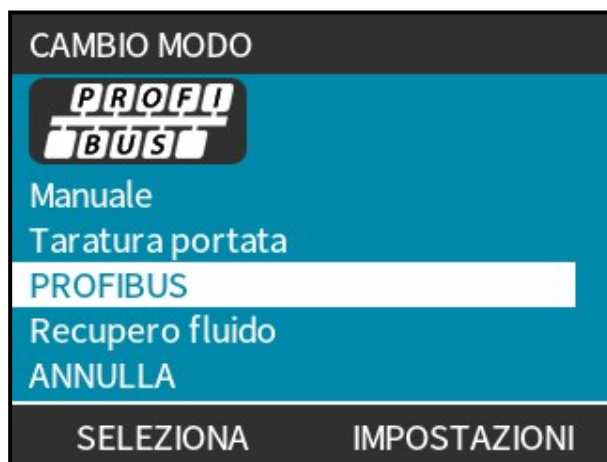 CAMBIO MODO
PROFI
BUS
Manuale
Taratura portata
PROFIBUS
Recupero fluido
ANNULLA
SELEZIONA IMPOSTAZIONI